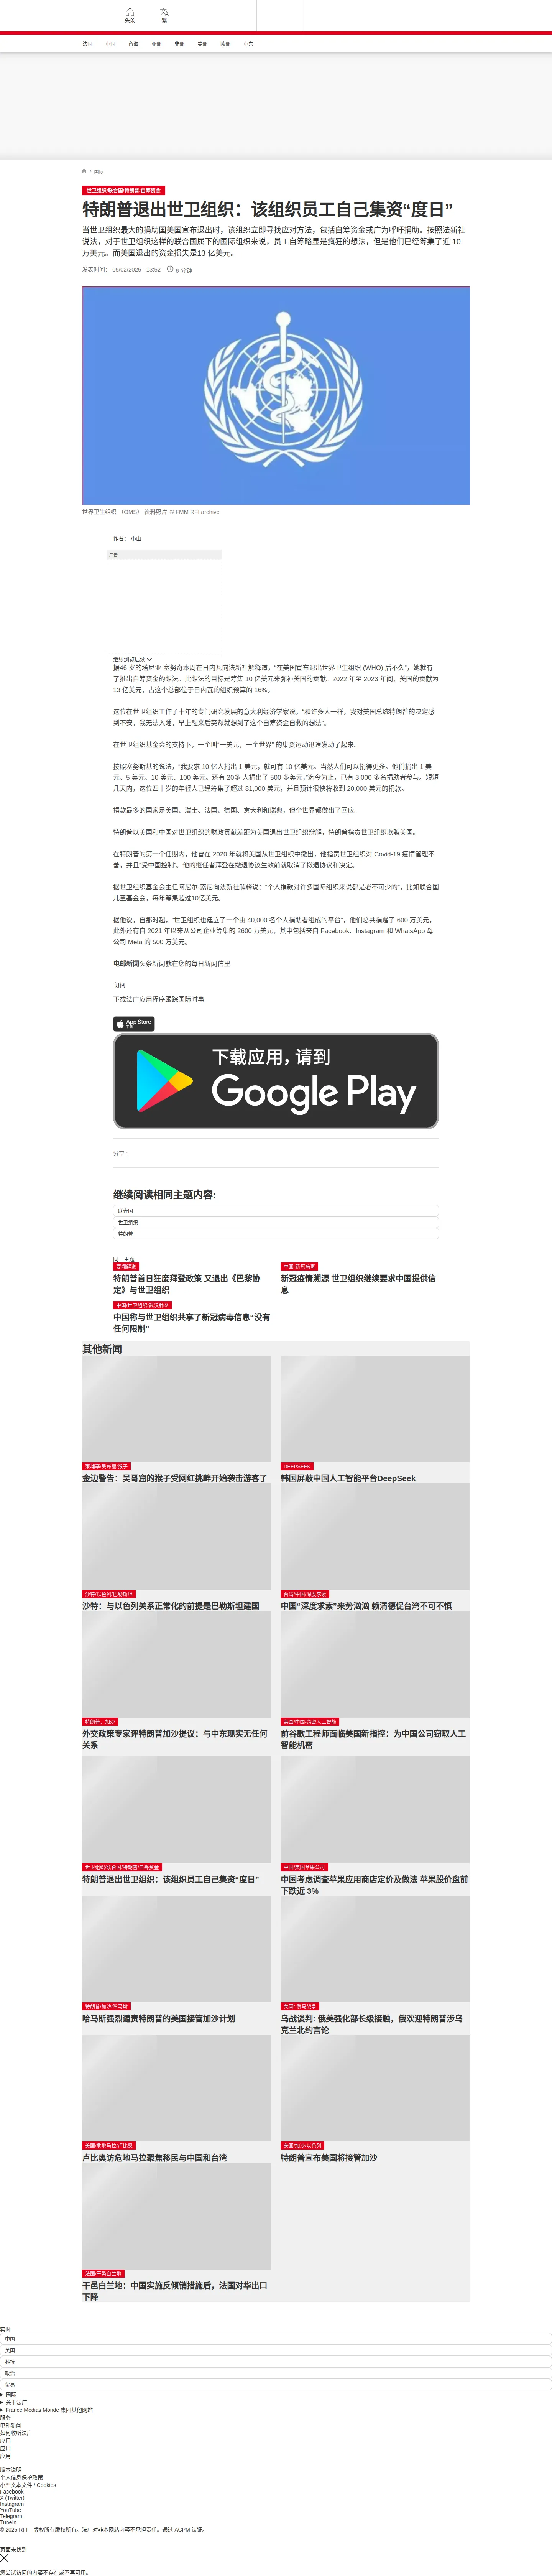 头条
繁
法国 中国 台海 亚洲 非洲 美洲 欧洲 中东
/ 国际
世卫组织/联合国/特朗普/自筹资金
特朗普退出世卫组织：该组织员工自己集资“度日”
当世卫组织最大的捐助国美国宣布退出时，该组织立即寻找应对方法，包括自筹资金或广为呼吁捐助。按照法新社
说法，对于世卫组织这样的联合国属下的国际组织来说，员工自筹略显是疯狂的想法，但是他们已经筹集了近 10
万美元。而美国退出的资金损失是13 亿美元。
发表时间： 05/02/2025 - 13:52 6 分钟
世界卫生组织 （OMS） 资料照片 © FMM RFI archive
作者： 小山
广告
继续浏览后续
据46 岁的塔尼亚·塞努奇本周在日内瓦向法新社解释道，“在美国宣布退出世界卫生组织 (WHO) 后不久”，她就有
了推出自筹资金的想法。此想法的目标是筹集 10 亿美元来弥补美国的贡献。2022 年至 2023 年间，美国的贡献为
13 亿美元，占这个总部位于日内瓦的组织预算的 16%。
这位在世卫组织工作了十年的专门研究发展的意大利经济学家说，“和许多人一样，我对美国总统特朗普的决定感
到不安，我无法入睡，早上醒来后突然就想到了这个自筹资金自救的想法”。
在世卫组织基金会的支持下，一个叫“一美元，一个世界” 的集资运动迅速发动了起来。
按照塞努斯基的说法，“我要求 10 亿人捐出 1 美元，就可有 10 亿美元。当然人们可以捐得更多。他们捐出 1 美
元、5 美元、10 美元、100 美元。还有 20多 人捐出了 500 多美元。”迄今为止，已有 3,000 多名捐助者参与。短短
几天内，这位四十岁的年轻人已经筹集了超过 81,000 美元，并且预计很快将收到 20,000 美元的捐款。
捐款最多的国家是美国、瑞士、法国、德国、意大利和瑞典，但全世界都做出了回应。
特朗普以美国和中国对世卫组织的财政贡献差距为美国退出世卫组织辩解，特朗普指责世卫组织欺骗美国。
在特朗普的第一个任期内，他曾在 2020 年就将美国从世卫组织中撤出，他指责世卫组织对 Covid-19 疫情管理不
善，并且“受中国控制”。他的继任者拜登在撤退协议生效前就取消了撤退协议和决定。
据世卫组织基金会主任阿尼尔·索尼向法新社解释说：“个人捐款对许多国际组织来说都是必不可少的”，比如联合国
儿童基金会，每年筹集超过10亿美元。
据他说，自那时起，“世卫组织也建立了一个由 40,000 名个人捐助者组成的平台”，他们总共捐赠了 600 万美元，
此外还有自 2021 年以来从公司企业筹集的 2600 万美元，其中包括来自 Facebook、Instagram 和 WhatsApp 母
公司 Meta 的 500 万美元。
电邮新闻头条新闻就在您的每日新闻信里
订阅
下载法广应用程序跟踪国际时事
App Store
下载
下载应用，请到
Google Play
分享 :
继续阅读相同主题内容:
联合国
世卫组织
特朗普
同一主题
要闻解说
特朗普首日狂废拜登政策 又退出《巴黎协
定》与世卫组织
中国·新冠病毒
新冠疫情溯源 世卫组织继续要求中国提供信
息
中国/世卫组织/武汉肺炎
中国称与世卫组织共享了新冠病毒信息“没有
任何限制”
其他新闻
柬埔寨/吴哥窟/猴子
金边警告：吴哥窟的猴子受网红挑衅开始袭击游客了
DEEPSEEK
韩国屏蔽中国人工智能平台DeepSeek
沙特/以色列/巴勒斯坦
沙特：与以色列关系正常化的前提是巴勒斯坦建国
台湾/中国/深度求索
中国“深度求索”来势汹汹 赖清德促台湾不可不慎
特朗普，加沙
外交政策专家评特朗普加沙提议：与中东现实无任何
关系
美国/中国/窃密人工智能
前谷歌工程师面临美国新指控：为中国公司窃取人工
智能机密
世卫组织/联合国/特朗普/自筹资金
特朗普退出世卫组织：该组织员工自己集资“度日”
中国/美国苹果公司
中国考虑调查苹果应用商店定价及做法 苹果股价盘前
下跌近 3%
特朗普/加沙/哈马斯
哈马斯强烈谴责特朗普的美国接管加沙计划
美国/ 俄乌战争
乌战谈判: 俄美强化部长级接触，俄欢迎特朗普涉乌
克兰北约言论
美国/危地马拉/卢比奥
卢比奥访危地马拉聚焦移民与中国和台湾
美国/加沙/以色列
特朗普宣布美国将接管加沙
法国/干邑白兰地
干邑白兰地：中国实施反倾销措施后，法国对华出口
下降
实时
中国
美国
科技
政治
贸易
国际
关于法广
France Médias Monde 集团其他网站
服务
电邮新闻
如何收听法广
应用
应用
应用
版本说明
个人信息保护政策
小型文本文件 / Cookies
Facebook
X (Twitter)
Instagram
YouTube
Telegram
TuneIn
© 2025 RFI – 版权所有版权所有。法广对非本网站内容不承担责任。通过 ACPM 认证。
页面未找到
您尝试访问的内容不存在或不再可用。